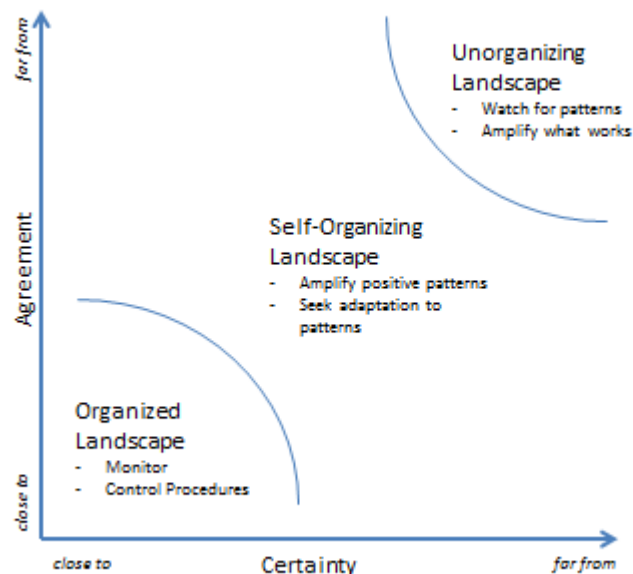 far from
Agreement
close to
Unorganizing
Landscape
- Watch for patterns
- Amplify what works
Self-Organizing
Landscape
- Amplify positive patterns
- Seek adaptation to
patterns
Organized
Landscape
- Monitor
- Control Procedures
close to
Certainty
far from